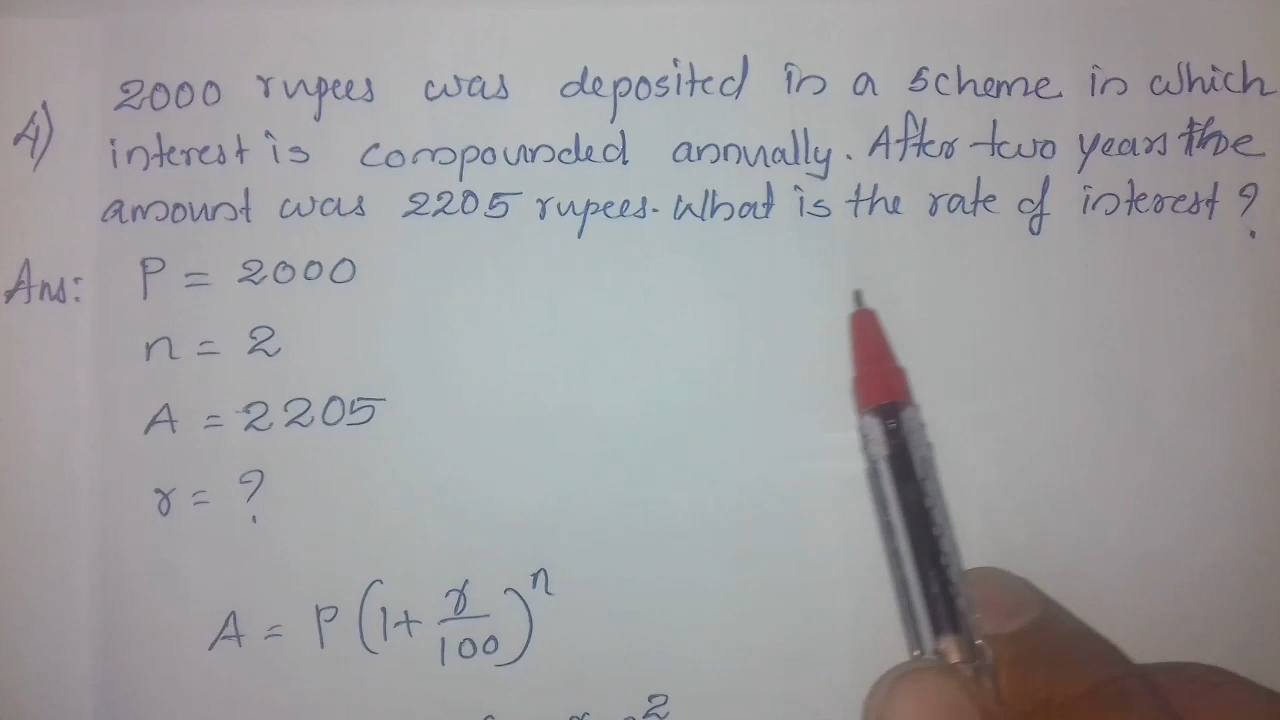 4) 2000 rupees was deposited in a scheme in which
interest is compounded annually. After two years the
amount was 2205 rupees. What is the rate of interest?
Ans: P = 2000
n = 2
A = 2205
r = ?
A = P(1+ r/100)^n
2